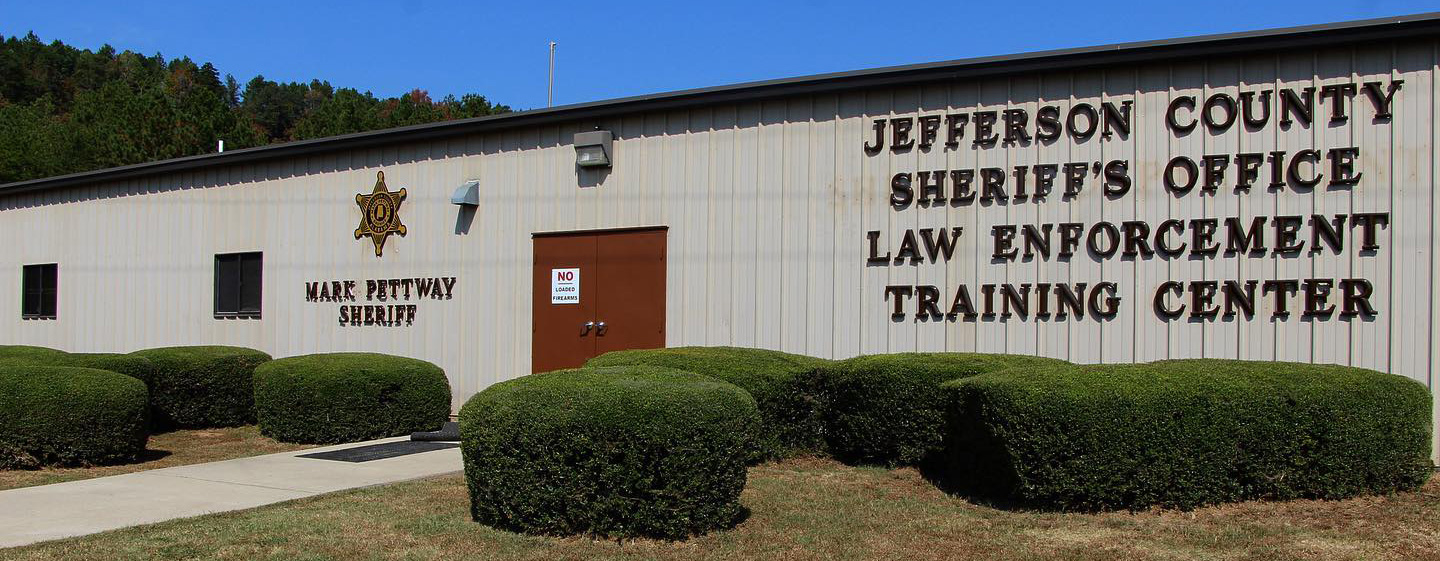 MARK PETTWAY
SHERIFF
NO
LOADED
FIREARMS
JEFFERSON COUNTY
SHERIFF'S OFFICE
LAW ENFORCEMENT
TRAINING CENTER